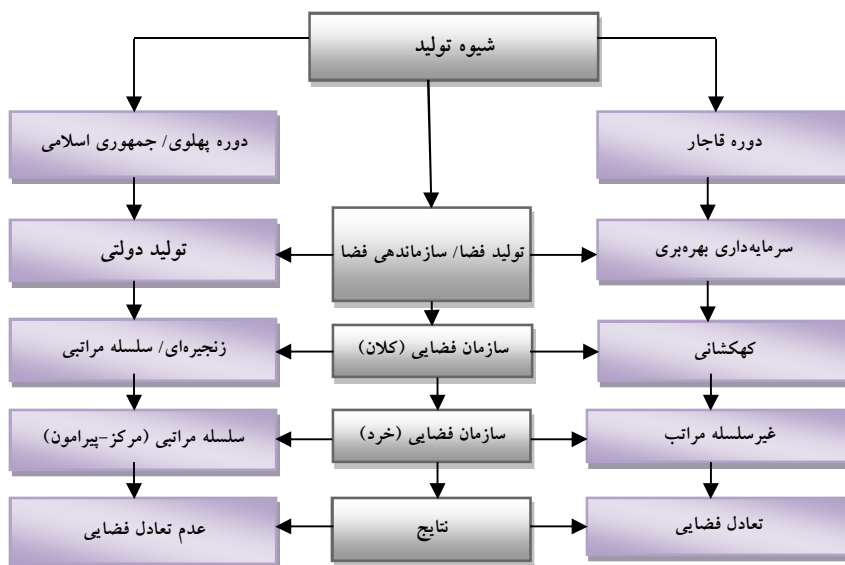 شیوه تولید
دوره قاجار
دوره پهلوی/ جمهوری اسلامی
سرمایه‌داری بهره‌بری
تولید فضا/ سازماندهی فضا
تولید دولتی
کهکشانی
سازمان فضایی (کلان)
زنجیره‌ای/ سلسله مراتبی
غیرسلسله مراتب
سازمان فضایی (خرد)
سلسله مراتبی (مرکز-پیرامون)
تعادل فضایی
نتایج
عدم تعادل فضایی